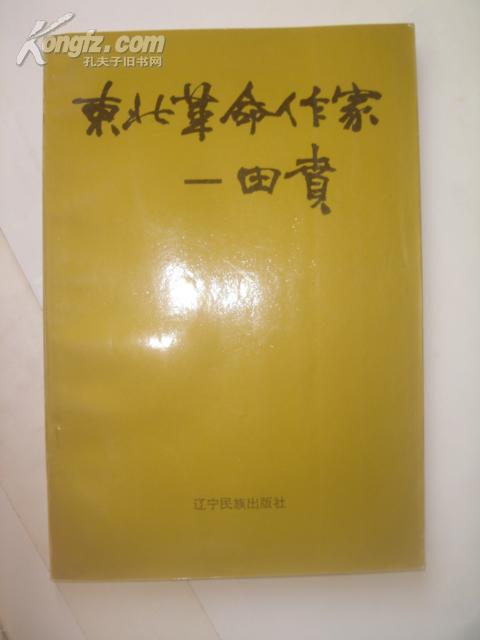 Kongfz.com
孔夫子旧书网
東北革命作家
—田賁
辽宁民族出版社